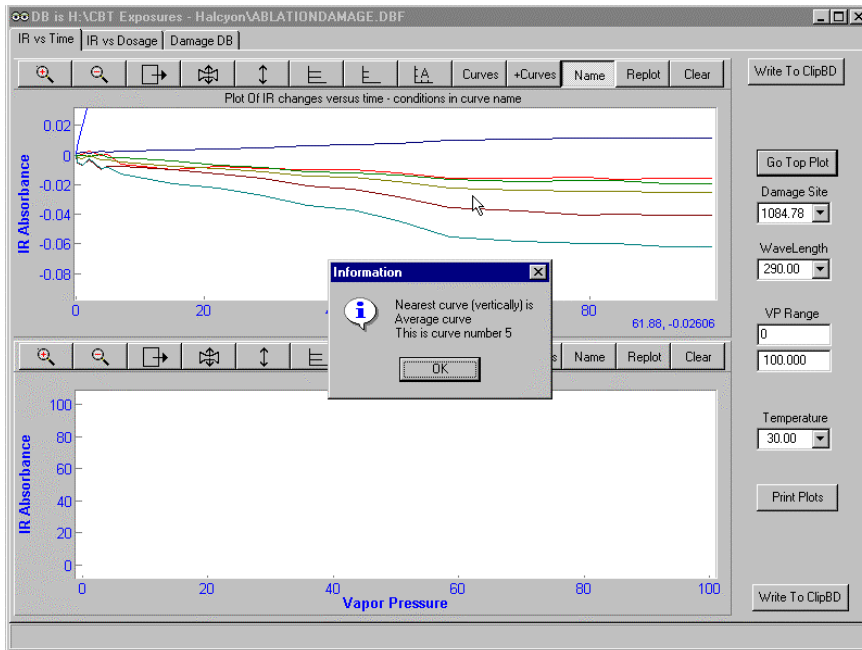 DB is H:\CBT Exposures - Halcyon\ABLATIONDAMAGE.DBF
IR vs Time IR vs Dosage Damage DB
Curves +Curves Name Replot Clear
Write To ClipBD
Plot Of IR changes versus time - conditions in curve name
IR Absorbance
0.02
0
-0.02
-0.04
-0.06
-0.08
0 20 80
61.88, -0.02606
Go Top Plot
Damage Site
1084.78
WaveLength
290.00
VP Range
0
100.000
Temperature
30.00
Print Plots
Write To ClipBD
Information
Nearest curve (vertically) is
Average curve
This is curve number 5
OK
Name Replot Clear
IR Absorbance
100
80
60
40
20
0
0 20 40 60 80 100
Vapor Pressure